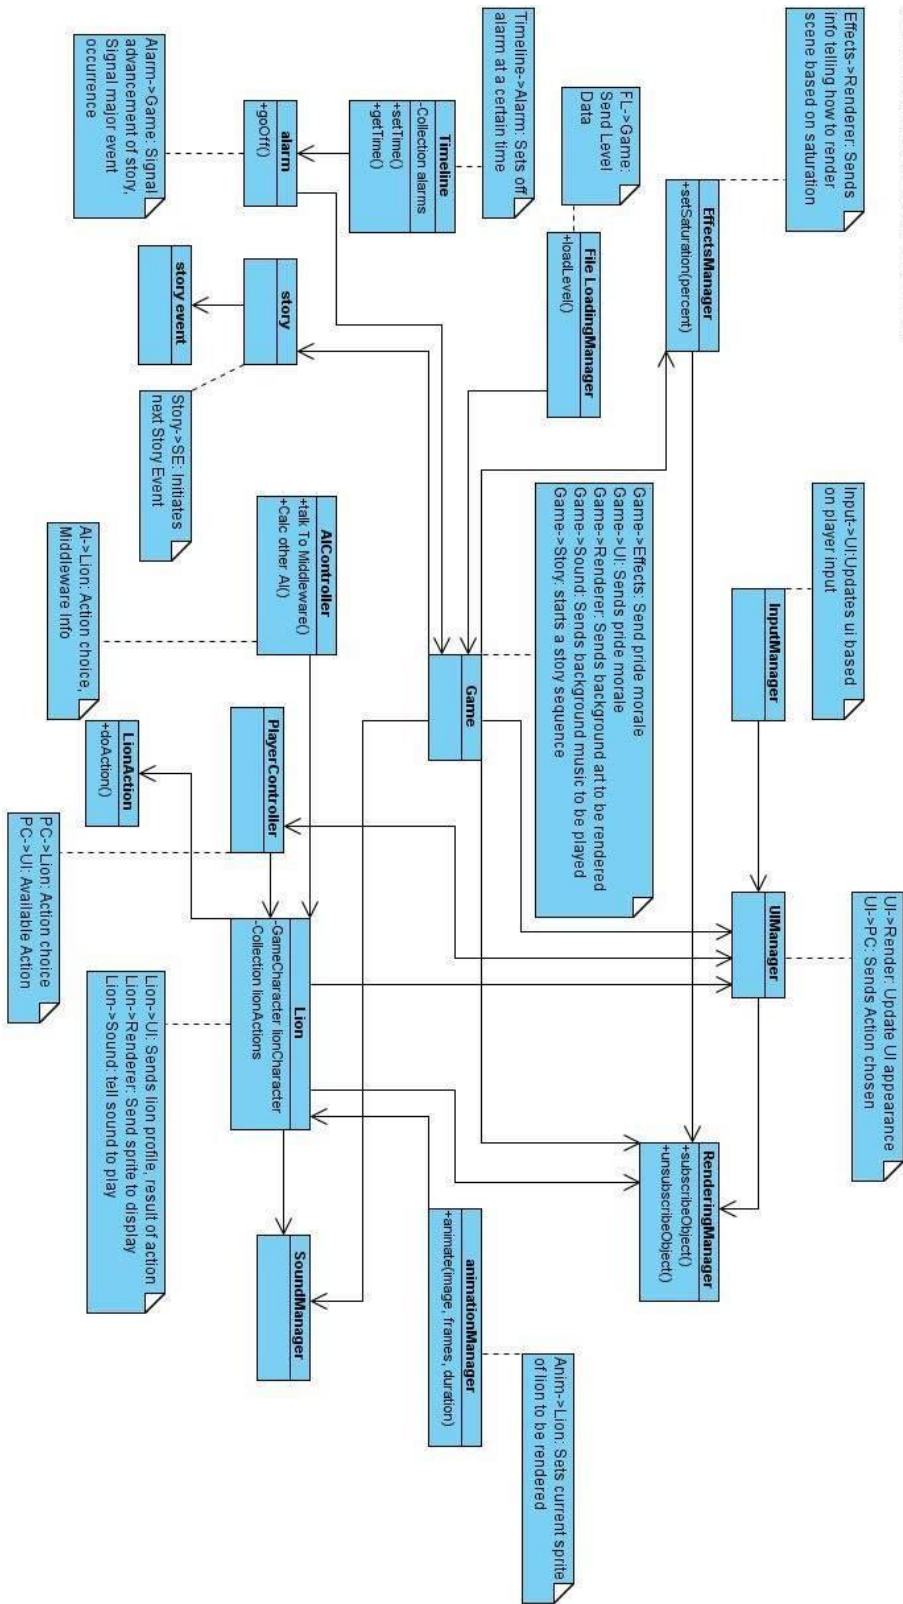 Effects->Renderer: Sends
info telling how to render
scene based on saturation
Input->UI:Updates ui based
on player input
UI->Render: Update UI appearance
UI->PC: Sends Action chosen
EffectsManager
+setSaturation(percent)
InputManager
UIManager
RenderingManager
+subscribeObject()
+unsubscribeObject()
FL->Game:
Send Level
Data
File LoadingManager
+loadLevel()
Game->Effects: Send pride morale
Game->UI: Sends pride morale
Game->Renderer: Sends background art to be rendered
Game->Sound: Sends background music to be played
Game->Story: starts a story sequence
Anim->Lion: Sets current sprite
of lion to be rendered
Timeline->Alarm: Sets off
alarm at a certain time
Timeline
-Collection alarms
+setTime()
+getTime()
Game
animationManager
+animate(image, frames, duration)
alarm
+goOff()
story
AIController
+talk To Middleware()
+Calc other AI()
PlayerController
Lion
-GameCharacter lionCharacter
-Collection lionActions
SoundManager
Alarm->Game: Signal
advancement of story,
Signal major event
occurrence
story event
Story->SE: Initiates
next Story Event
AI->Lion: Action choice,
Middleware Info
LionAction
+doAction()
PC->Lion: Action choice
PC->UI: Available Action
Lion->UI: Sends lion profile, result of action
Lion->Renderer: Send sprite to display
Lion->Sound: tell sound to play